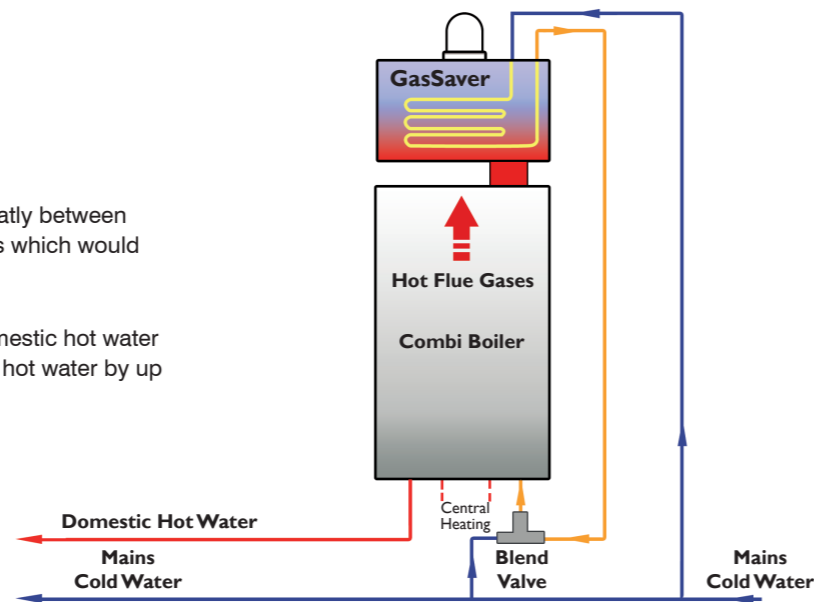 GasSaver
atly between
s which would
Hot Flue Gases
mestic hot water
Combi Boiler
hot water by up
Central
Heating
Domestic Hot Water
Mains
Cold Water
Blend
Valve
Mains
Cold Water